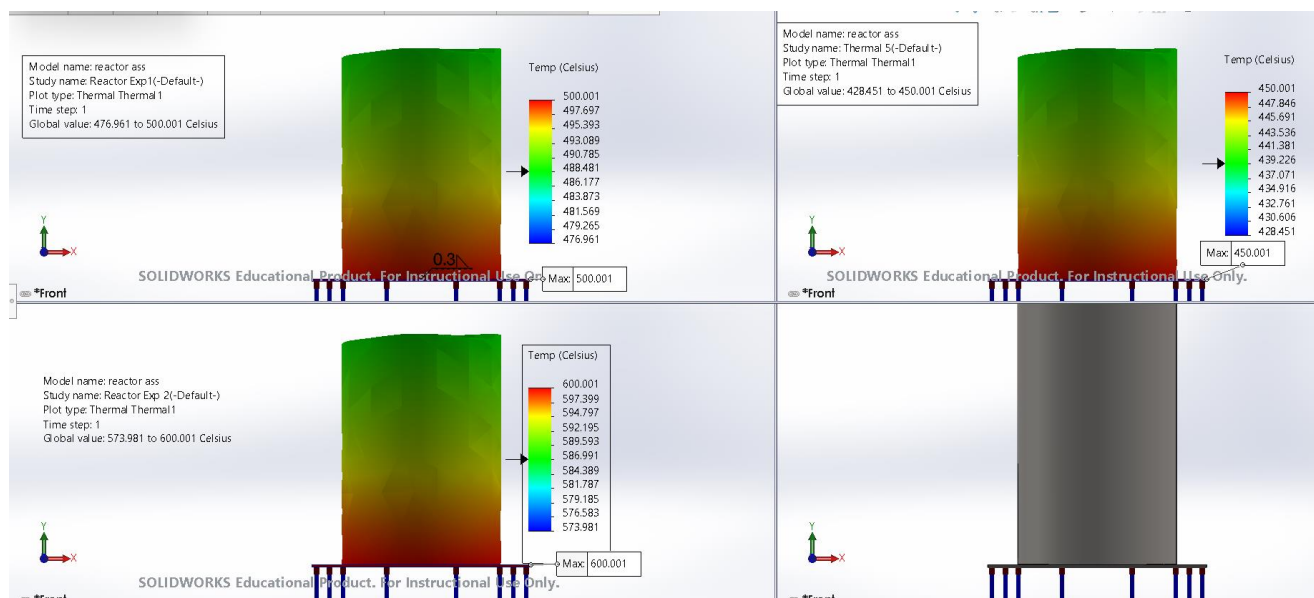 Model name: reactor ass
Study name: Reactor Exp1(-Default-)
Plot type: Thermal Thermal1
Time step: 1
Global value: 476.961 to 500.001 Celsius
Temp (Celsius)
500.001
497.697
495.393
493.089
490.785
488.481
486.177
483.873
481.569
479.265
476.961
Y
X
0.3
Max: 500.001
SOLIDWORKS Educational Product. For Instructional Use On
*Front
Model name: reactor ass
Study name: Thermal 5(-Default-)
Plot type: Thermal Thermal1
Time step: 1
Global value: 428.451 to 450.001 Celsius
Temp (Celsius)
450.001
447.846
445.691
443.536
441.381
439.226
437.071
434.916
432.761
430.606
428.451
Y
X
Max: 450.001
SOLIDWORKS Educational Product. For Instructional Use Only.
*Front
Model name: reactor ass
Study name: Reactor Exp 2(-Default-)
Plot type: Thermal Thermal1
Time step: 1
Global value: 573.981 to 600.001 Celsius
Temp (Celsius)
600.001
597.399
594.797
592.195
589.593
586.991
584.389
581.787
579.185
576.583
573.981
Y
X
Max: 600.001
SOLIDWORKS Educational Product. For Instructional Use Only.
*Front
Y
X
*Front